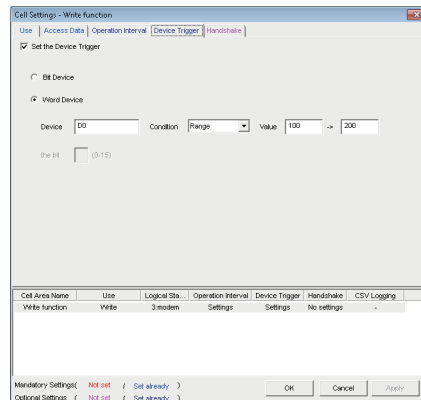 Cell Settings - Write function
Use Access Data Operation Interval Device Trigger Handshake
Set the Device Trigger
Bit Device
Word Device
Device D0 Condition Range Value 100 -> 200
the bit (0-15)
Cell Area Name Use Logical Sta... Operation Interval Device Trigger Handshake CSV Logging
Write function Write 3:modem Settings Settings No settings -
Mandatory Settings( Not set / Set already )
Optional Settings ( Not set / Set already )
OK Cancel Apply